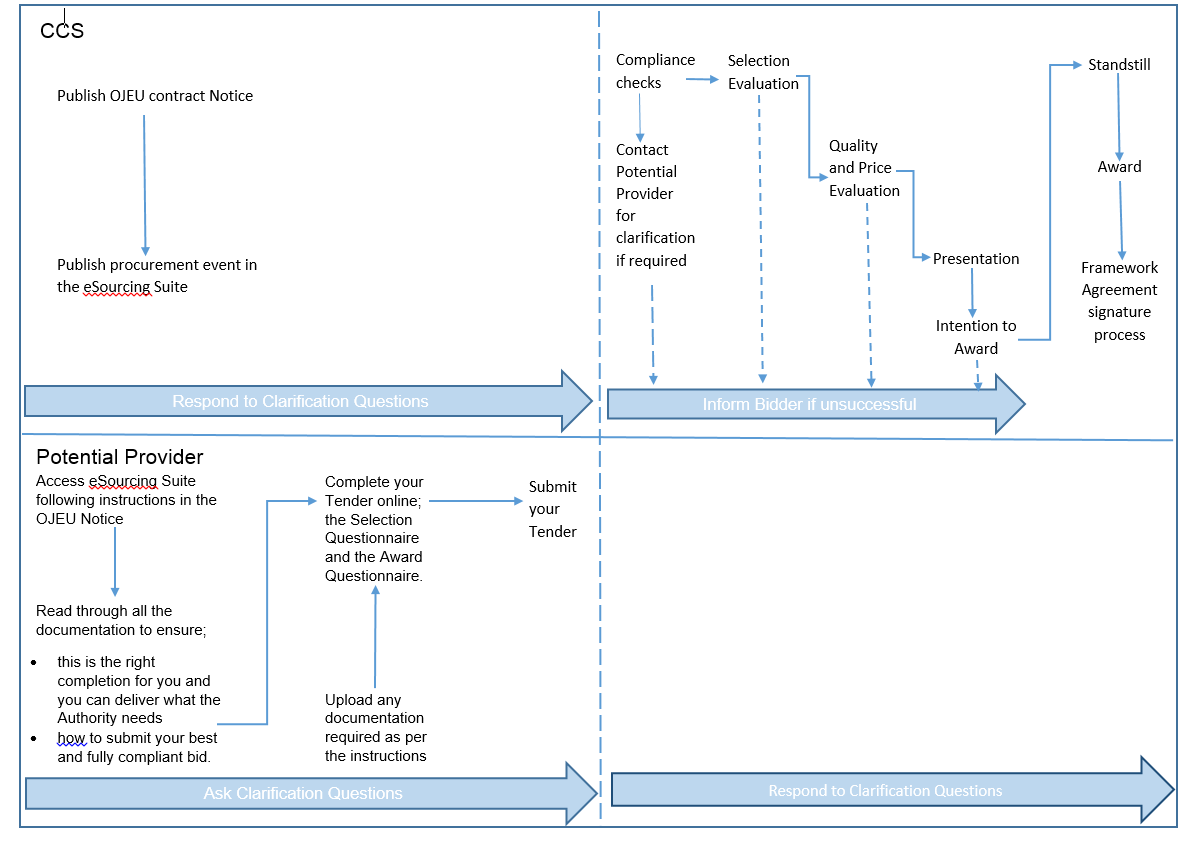 CCS
Publish OJEU contract Notice
Publish procurement event in
the eSourcing Suite
Respond to Clarification Questions
Compliance
checks
Contact
Potential
Provider
for
clarification
if required
Selection
Evaluation
Quality
and Price
Evaluation
Presentation
Intention to
Award
Standstill
Award
Framework
Agreement
signature
process
Inform Bidder if unsuccessful
Potential Provider
Access eSourcing Suite
following instructions in the
OJEU Notice
Read through all the
documentation to ensure;
• this is the right
completion for you and
you can deliver what the
Authority needs
• how to submit your best
and fully compliant bid.
Complete your
Tender online;
the Selection
Questionnaire
and the Award
Questionnaire.
Upload any
documentation
required as per
the instructions
Submit
your
Tender
Ask Clarification Questions
Respond to Clarification Questions